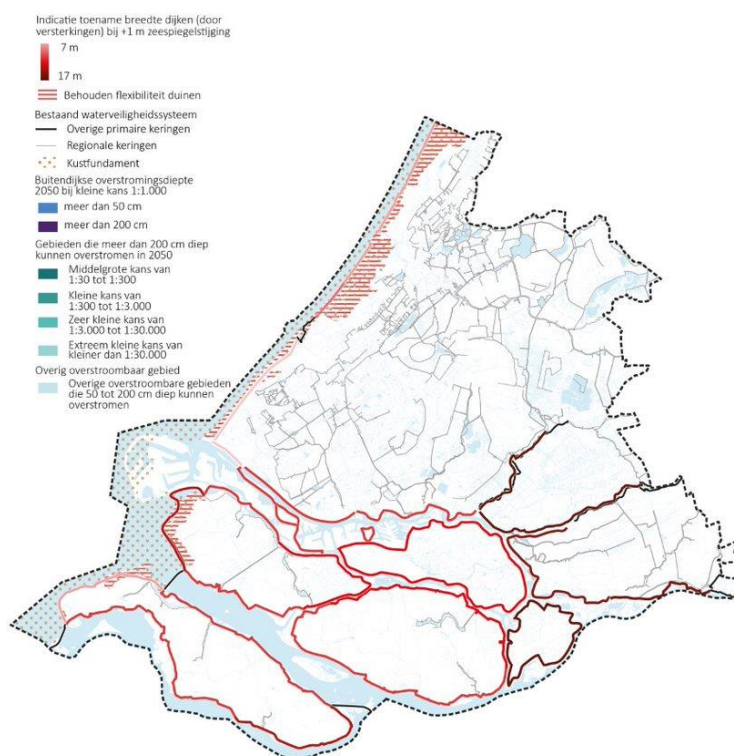 Indicatie toename breedte dijken (door
versterkingen) bij +1 m zeespiegelstijging
7 m
17 m
Behouden flexibiliteit duinen
Bestaand waterveiligheidssysteem
Overige primaire keringen
Regionale keringen
Kustfundament
Buitendijkse overstromingsdiepte
2050 bij kleine kans 1:1.000
meer dan 50 cm
meer dan 200 cm
Gebieden die meer dan 200 cm diep
kunnen overstromen in 2050
Middelgrote kans van
1:30 tot 1:300
Kleine kans van
1:300 tot 1:3.000
Zeer kleine kans van
1:3.000 tot 1:30.000
Extreem kleine kans van
kleiner dan 1:30.000
Overig overstroombaar gebied
Overige overstroombare gebieden
die 50 tot 200 cm diep kunnen
overstromen